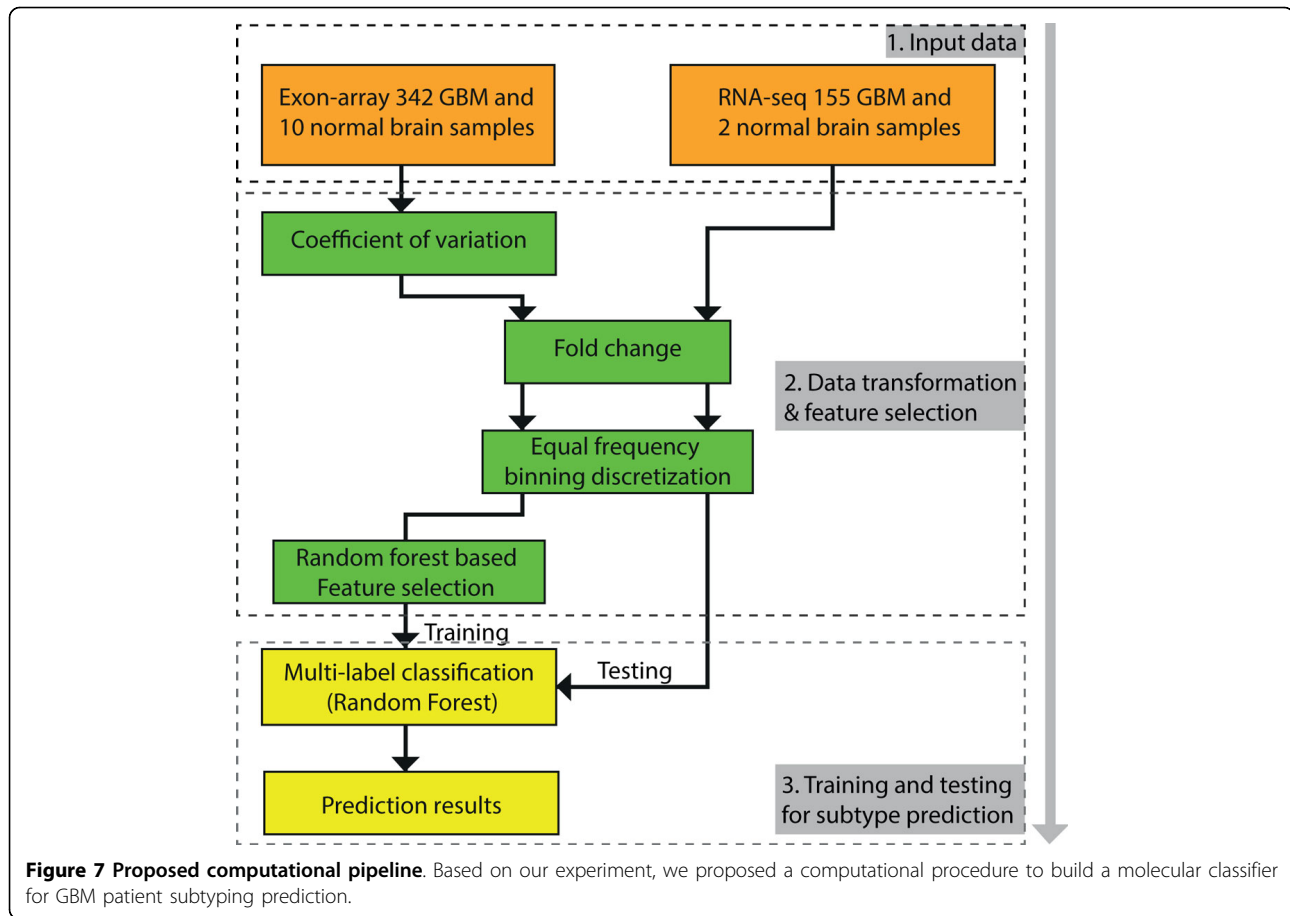 1. Input data
Exon-array 342 GBM and
10 normal brain samples
RNA-seq 155 GBM and
2 normal brain samples
Coefficient of variation
Fold change
2. Data transformation
& feature selection
Equal frequency
binning discretization
Random forest based
Feature selection
Training
Multi-label classification
(Random Forest)
Testing
Prediction results
3. Training and testing
for subtype prediction
Figure 7 Proposed computational pipeline. Based on our experiment, we proposed a computational procedure to build a molecular classifier
for GBM patient subtyping prediction.